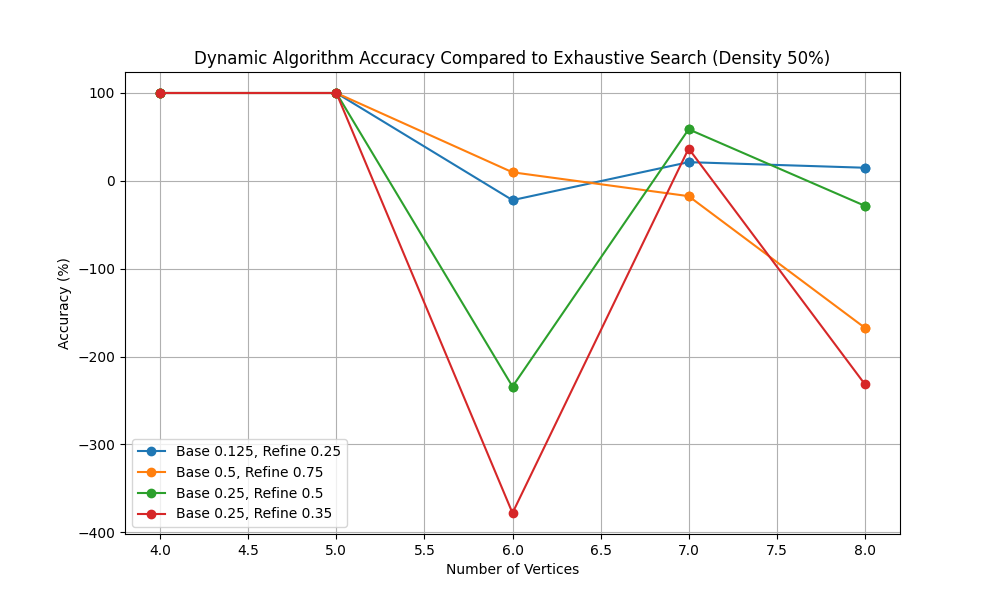 Dynamic Algorithm Accuracy Compared to Exhaustive Search (Density 50%)
Accuracy (%)
100
0
−100
−200
−300
−400
Base 0.125, Refine 0.25
Base 0.5, Refine 0.75
Base 0.25, Refine 0.5
Base 0.25, Refine 0.35
4.0 4.5 5.0 5.5 6.0 6.5 7.0 7.5 8.0
Number of Vertices